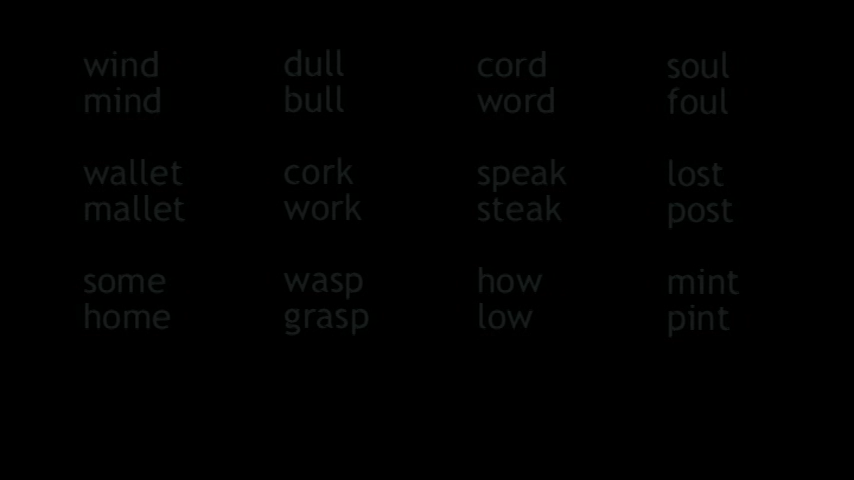 wind
mind
wallet
mallet
some
home
dull
bull
cork
work
wasp
grasp
cord
word
speak
steak
how
low
soul
foul
lost
post
mint
pint